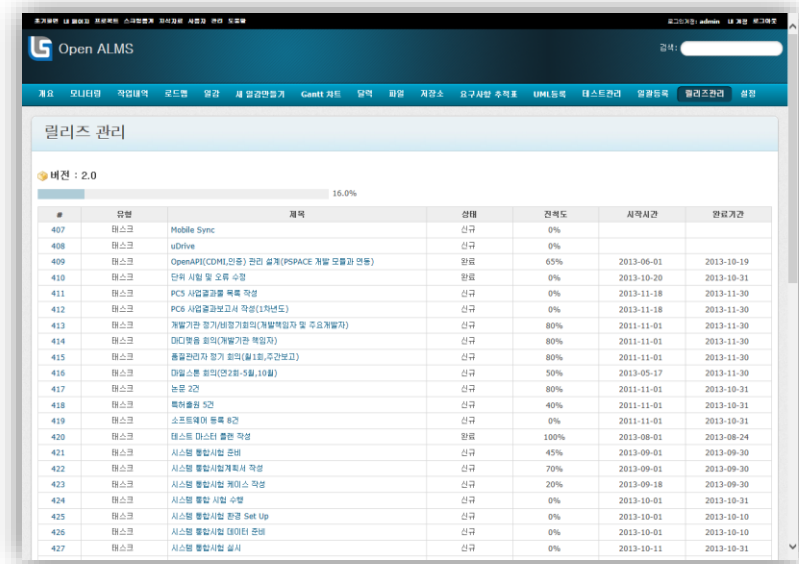 초기화면 내 페이지 프로젝트 스크럼통계 지식자료 사용자 관리 도움말 로그인계정: admin 내 계정 로그아웃
Open ALMS 검색:
개요 모니터링 작업내역 로드맵 일감 새 일감만들기 Gantt 차트 달력 파일 저장소 요구사항 추적표 UML등록 테스트관리 일괄등록 릴리즈관리 설정
릴리즈 관리
버전 : 2.0
16.0%
# 유형 제목 상태 진척도 시작시간 완료기간
407 태스크 Mobile Sync 신규 0%
408 태스크 uDrive 신규 0%
409 태스크 OpenAPI(CDMI,인증) 관리 설계(PSPACE 개발 모듈과 연동) 완료 65% 2013-06-01 2013-10-19
410 태스크 단위 시험 및 오류 수정 완료 0% 2013-10-20 2013-10-31
411 태스크 PC5 사업결과물 목록 작성 신규 0% 2013-11-18 2013-11-30
412 태스크 PC6 사업결과보고서 작성(1차년도) 신규 0% 2013-11-18 2013-11-30
413 태스크 개발기관 정기/비정기회의(개발책임자 및 주요개발자) 신규 80% 2011-11-01 2013-11-30
414 태스크 마디맺음 회의(개발기관 책임자) 신규 80% 2011-11-01 2013-11-30
415 태스크 품질관리자 정기 회의(월1회,주간보고) 신규 80% 2011-11-01 2013-11-30
416 태스크 마일스톤 회의(연2회-5월,10월) 신규 50% 2013-05-17 2013-11-30
417 태스크 논문 2건 신규 80% 2011-11-01 2013-10-31
418 태스크 특허출원 5건 신규 40% 2011-11-01 2013-10-31
419 태스크 소프트웨어 등록 8건 신규 0% 2011-11-01 2013-10-31
420 태스크 테스트 마스터 플랜 작성 완료 100% 2013-08-01 2013-08-24
421 태스크 시스템 통합시험 준비 신규 45% 2013-09-01 2013-09-30
422 태스크 시스템 통합시험계획서 작성 신규 70% 2013-09-01 2013-09-30
423 태스크 시스템 통합시험 케이스 작성 신규 20% 2013-09-18 2013-09-30
424 태스크 시스템 통합 시험 수행 신규 0% 2013-10-01 2013-10-31
425 태스크 시스템 통합시험 환경 Set Up 신규 0% 2013-10-01 2013-10-10
426 태스크 시스템 통합시험 데이터 준비 신규 0% 2013-10-01 2013-10-10
427 태스크 시스템 통합시험 실시 신규 0% 2013-10-11 2013-10-31